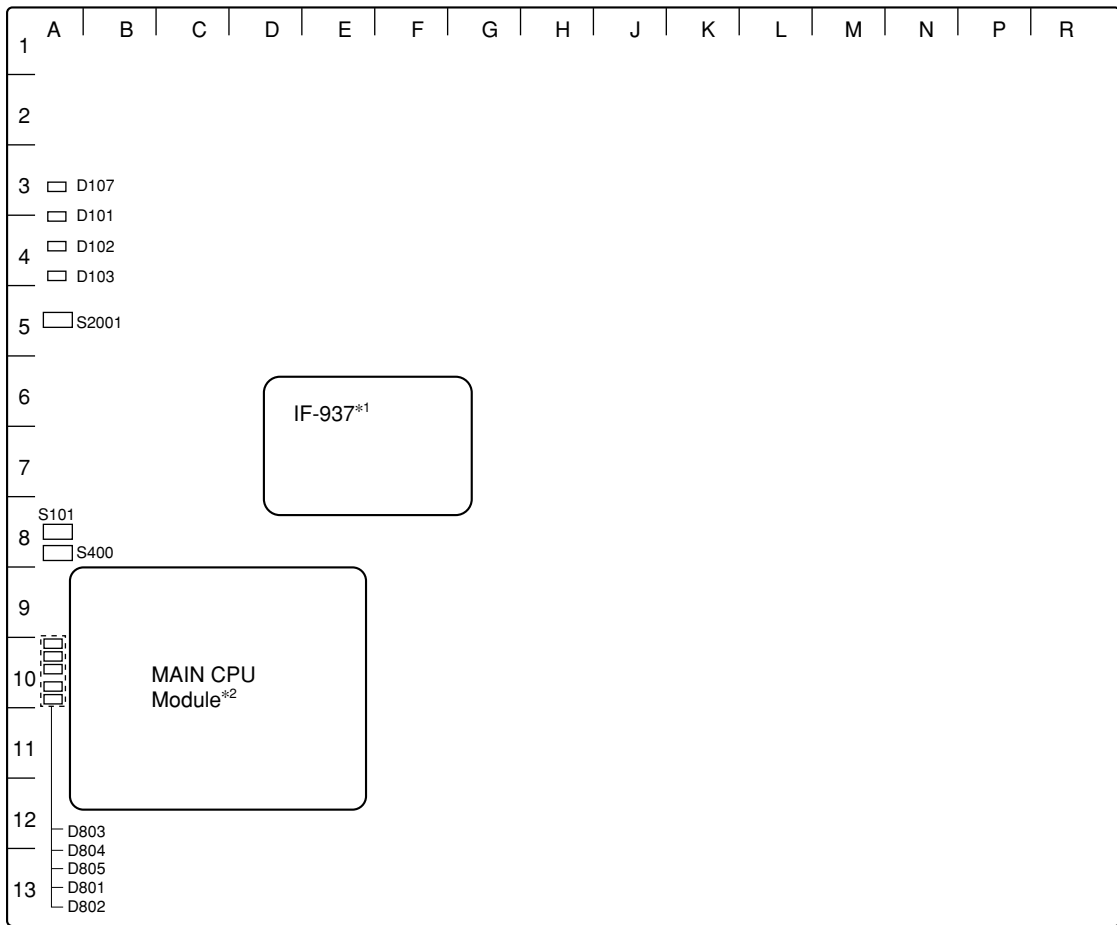 A B C D E F G H J K L M N P R
1
2
3
D107
D101
4
D102
D103
5
S2001
6
IF-937*1
7
S101
8
S400
9
10
MAIN CPU
Module*2
11
12
D803
D804
D805
13
D801
D802